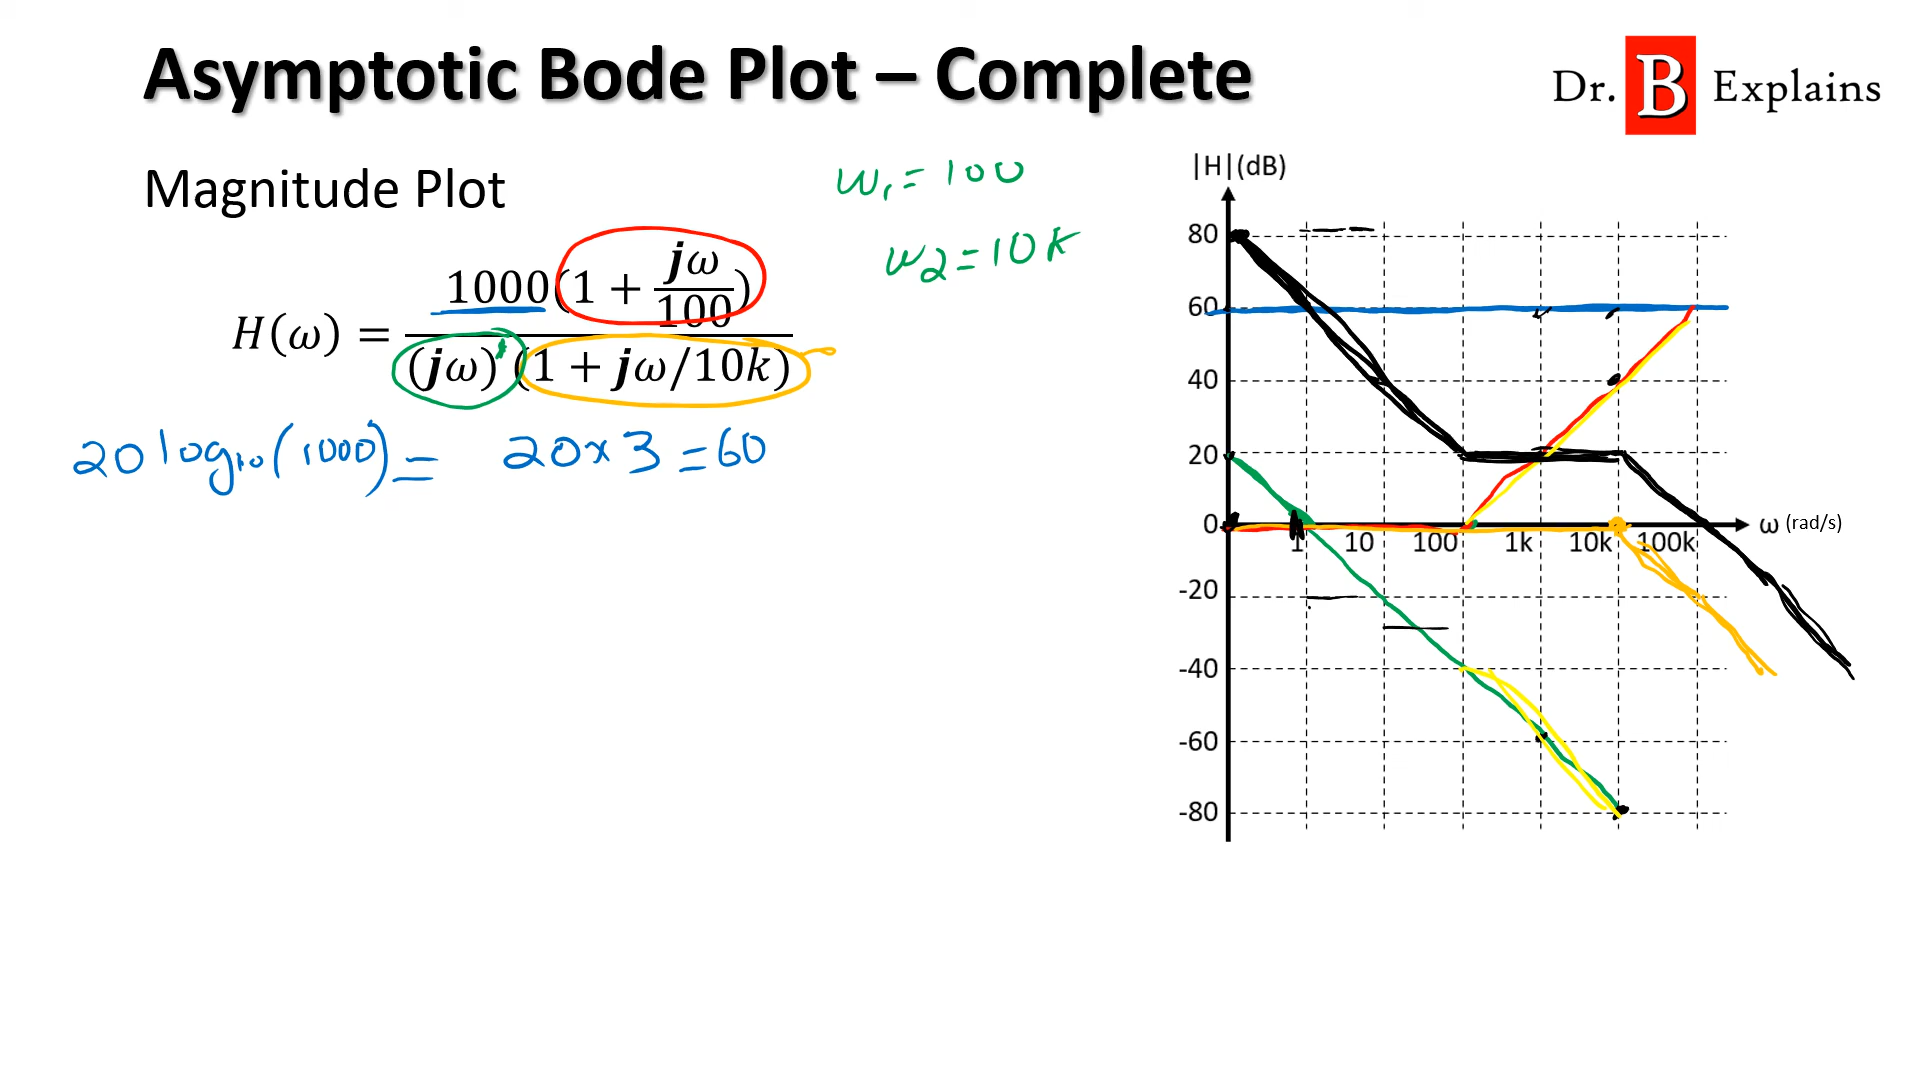 Asymptotic Bode Plot – Complete
Dr. B Explains
Magnitude Plot
ω₁ = 100
ω₂ = 10k
H(ω) = 1000(1 + jω/100) / (jω)(1 + jω/10k)
20 log₁₀(1000) = 20×3 = 60
|H|(dB)
80
60
40
20
0
1 10 100 1k 10k 100k ω (rad/s)
-20
-40
-60
-80